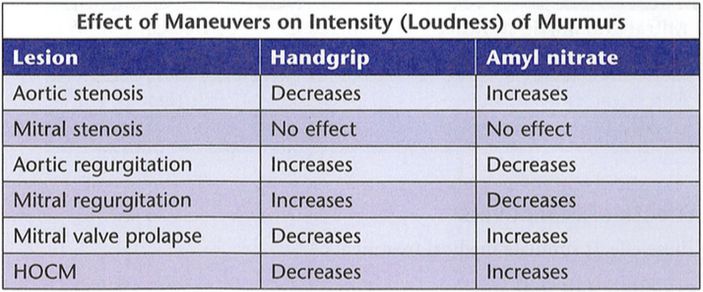 Effect of Maneuvers on Intensity (Loudness) of Murmurs
Lesion Handgrip Amyl nitrate
Aortic stenosis Decreases Increases
Mitral stenosis No effect No effect
Aortic regurgitation Increases Decreases
Mitral regurgitation Increases Decreases
Mitral valve prolapse Decreases Increases
HOCM Decreases Increases